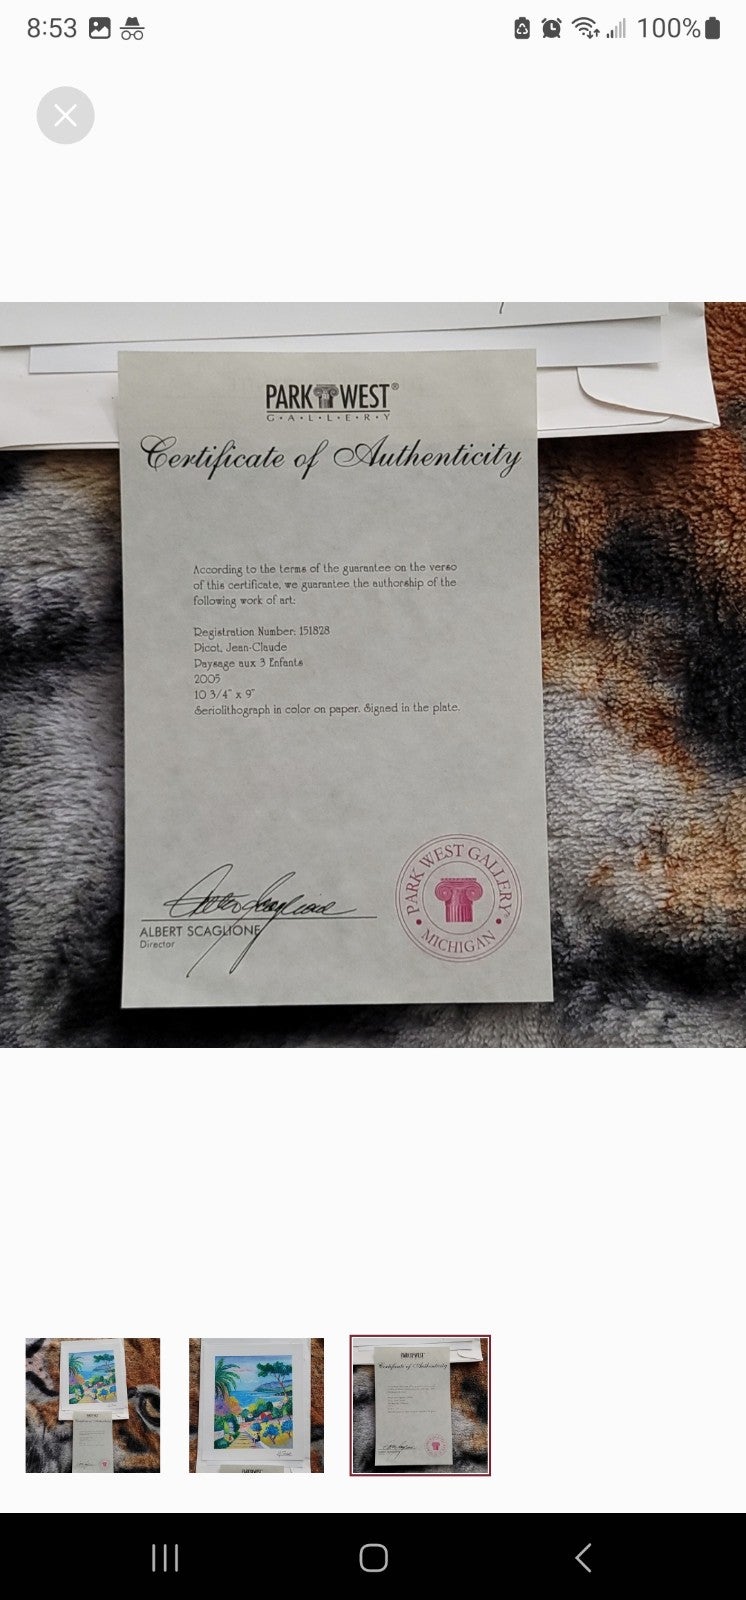 8:53
100%
PARK WEST®
G•A•L•L•E•R•Y
Certificate of Authenticity
According to the terms of the guarantee on the verso
of this certificate, we guarantee the authorship of the
following work of art:
Registration Number: 151828
Picot, Jean-Claude
Paysage aux 3 Enfants
2005
10 3/4" x 9"
Seriolithograph in color on paper. Signed in the plate.
ALBERT SCAGLIONE
Director
PARK WEST GALLERY®
• MICHIGAN •